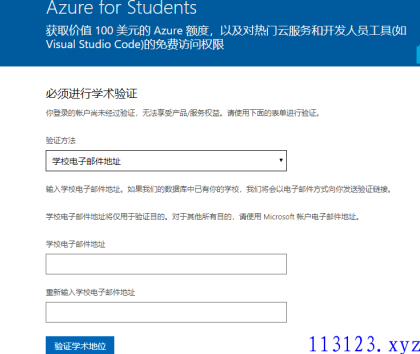 Azure for Students
获取价值 100 美元的 Azure 额度，以及对热门云服务和开发人员工具(如
Visual Studio Code)的免费访问权限
必须进行学术验证
你登录的帐户尚未经过验证，无法享受产品/服务权益。请使用下面的表单进行验证。
验证方法
学校电子邮件地址
输入学校电子邮件地址。如果我们的数据库中已有你的学校，我们将会以电子邮件方式向你发送验证链接。
学校电子邮件地址将仅用于验证目的。对于其他所有目的，请使用 Microsoft 帐户电子邮件地址。
学校电子邮件地址
重新输入学校电子邮件地址
验证学术地位
113123.xyz